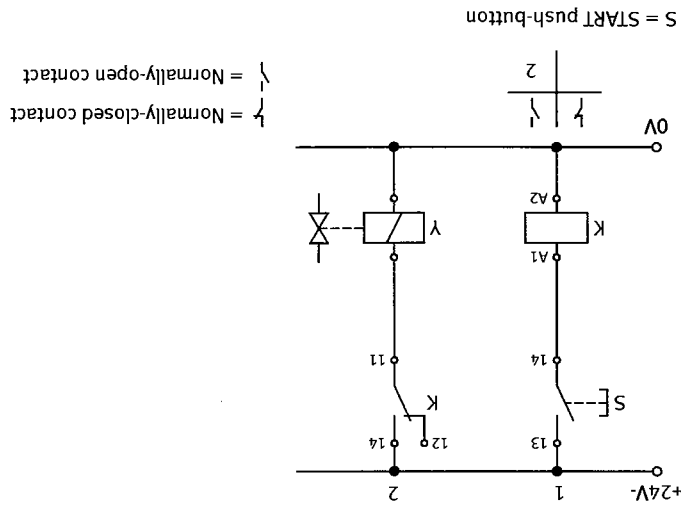 +24V- 1 2
13 12 14
S K
14 11
A1
K Y
A2
0V
= Normally-closed contact
= Normally-open contact
2
S = START push-button